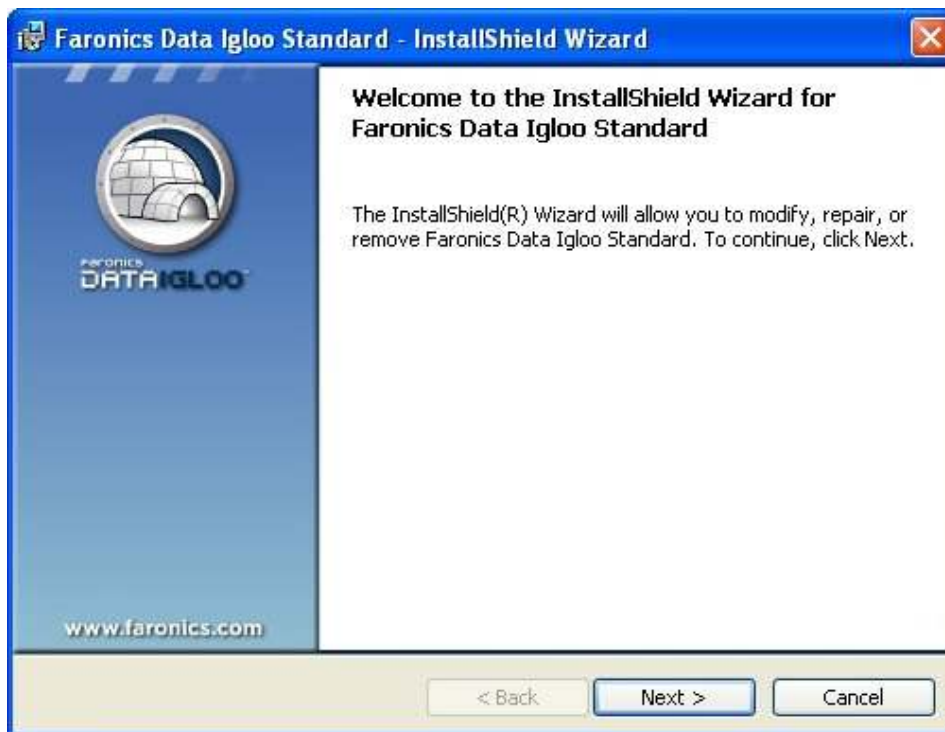 Faronics Data Igloo Standard - InstallShield Wizard
Welcome to the InstallShield Wizard for
Faronics Data Igloo Standard
The InstallShield(R) Wizard will allow you to modify, repair, or
remove Faronics Data Igloo Standard. To continue, click Next.
FARONICS
DATAIGLOO
www.faronics.com
< Back
Next >
Cancel